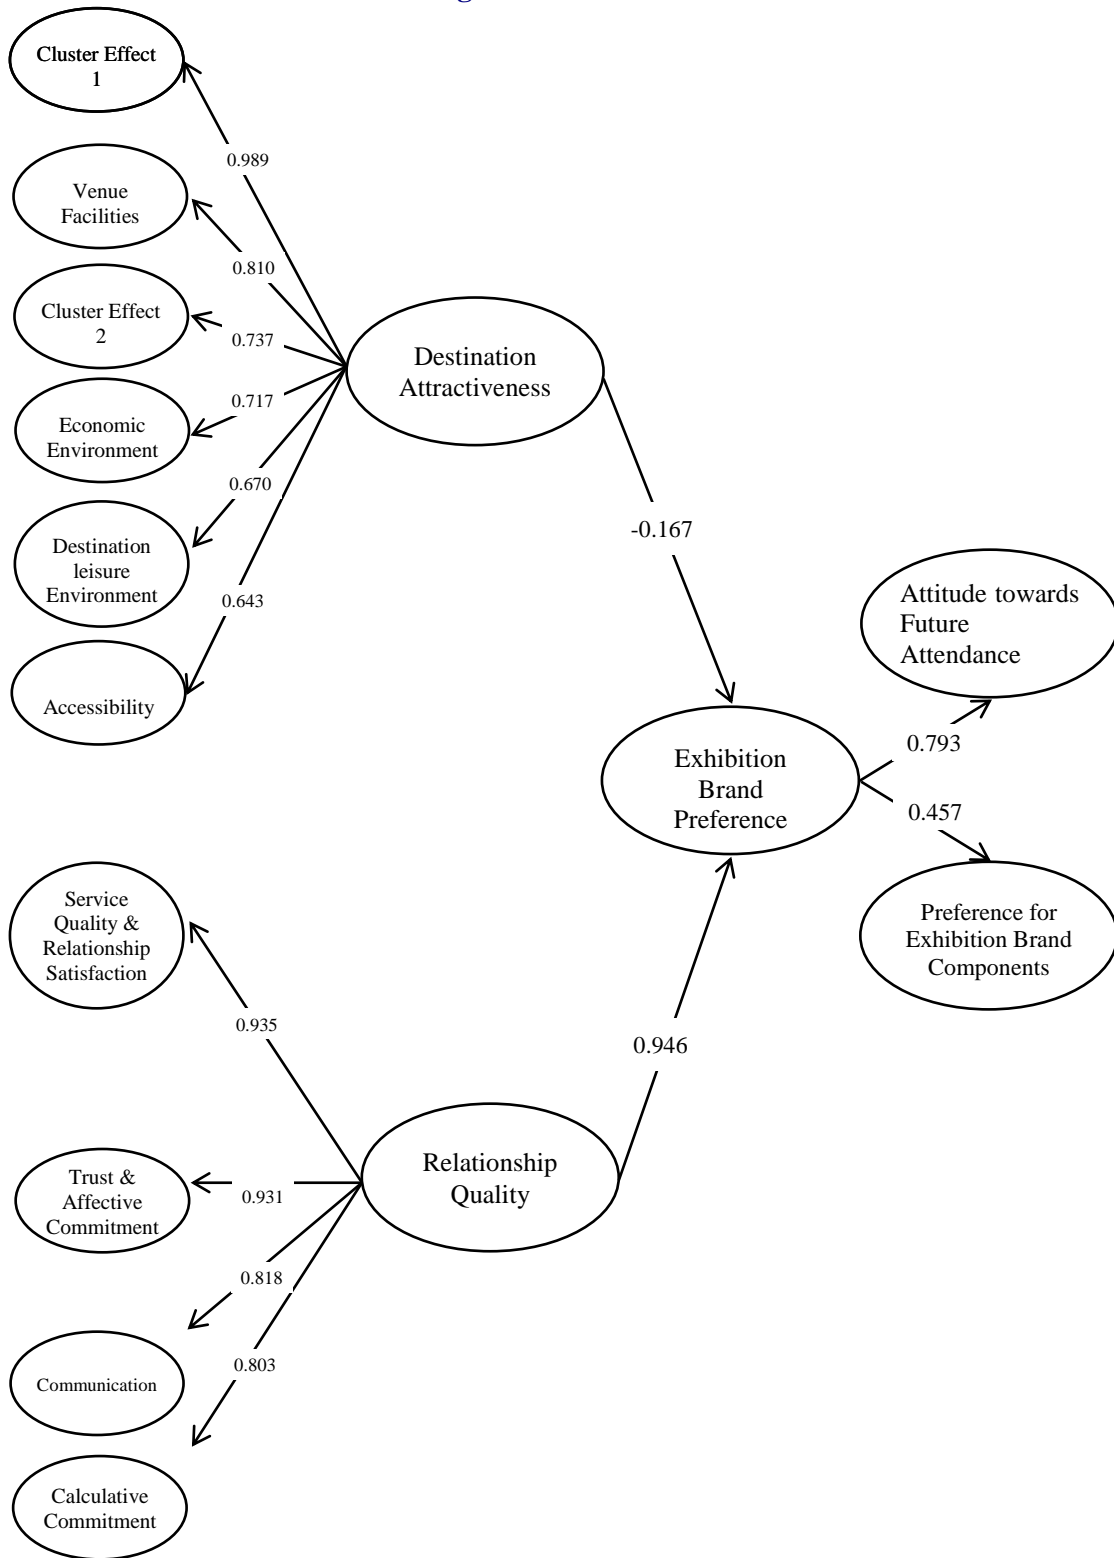 Cluster Effect
1
0.989
Venue
Facilities
0.810
Cluster Effect
2
0.737
Economic
Environment
0.717
Destination
leisure
Environment
0.670
Accessibility
0.643
Destination
Attractiveness
-0.167
Attitude towards
Future
Attendance
0.793
Exhibition
Brand
Preference
0.457
Preference for
Exhibition Brand
Components
Service
Quality &
Relationship
Satisfaction
0.935
0.946
Relationship
Quality
Trust &
Affective
Commitment
0.931
0.818
Communication
0.803
Calculative
Commitment